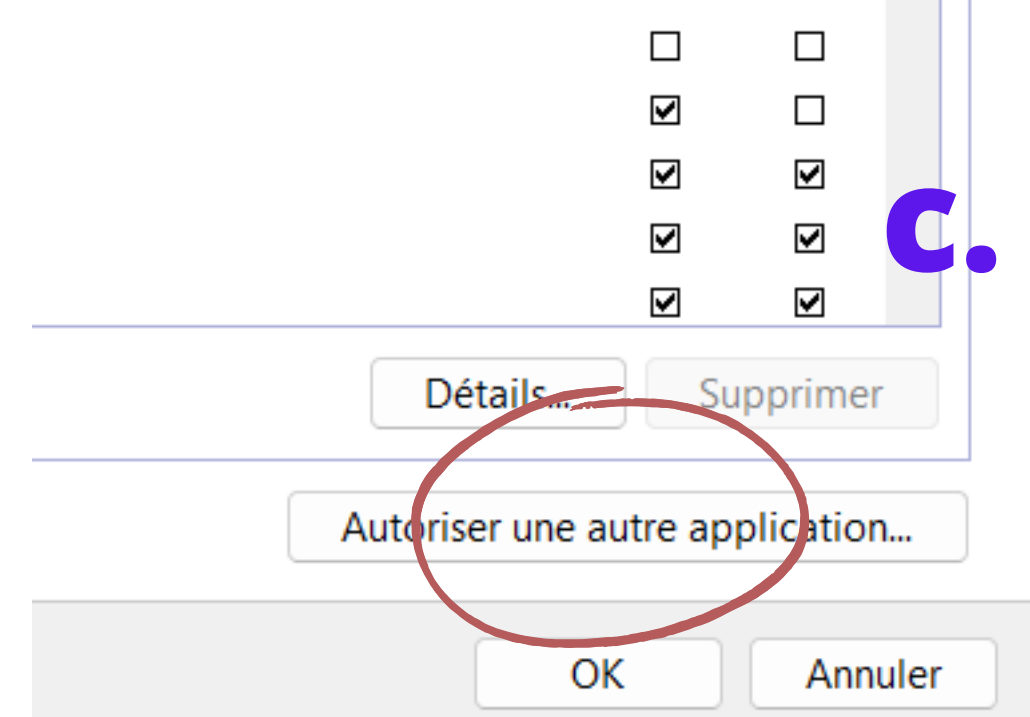 c.
Détails... Supprimer
Autoriser une autre application...
OK Annuler